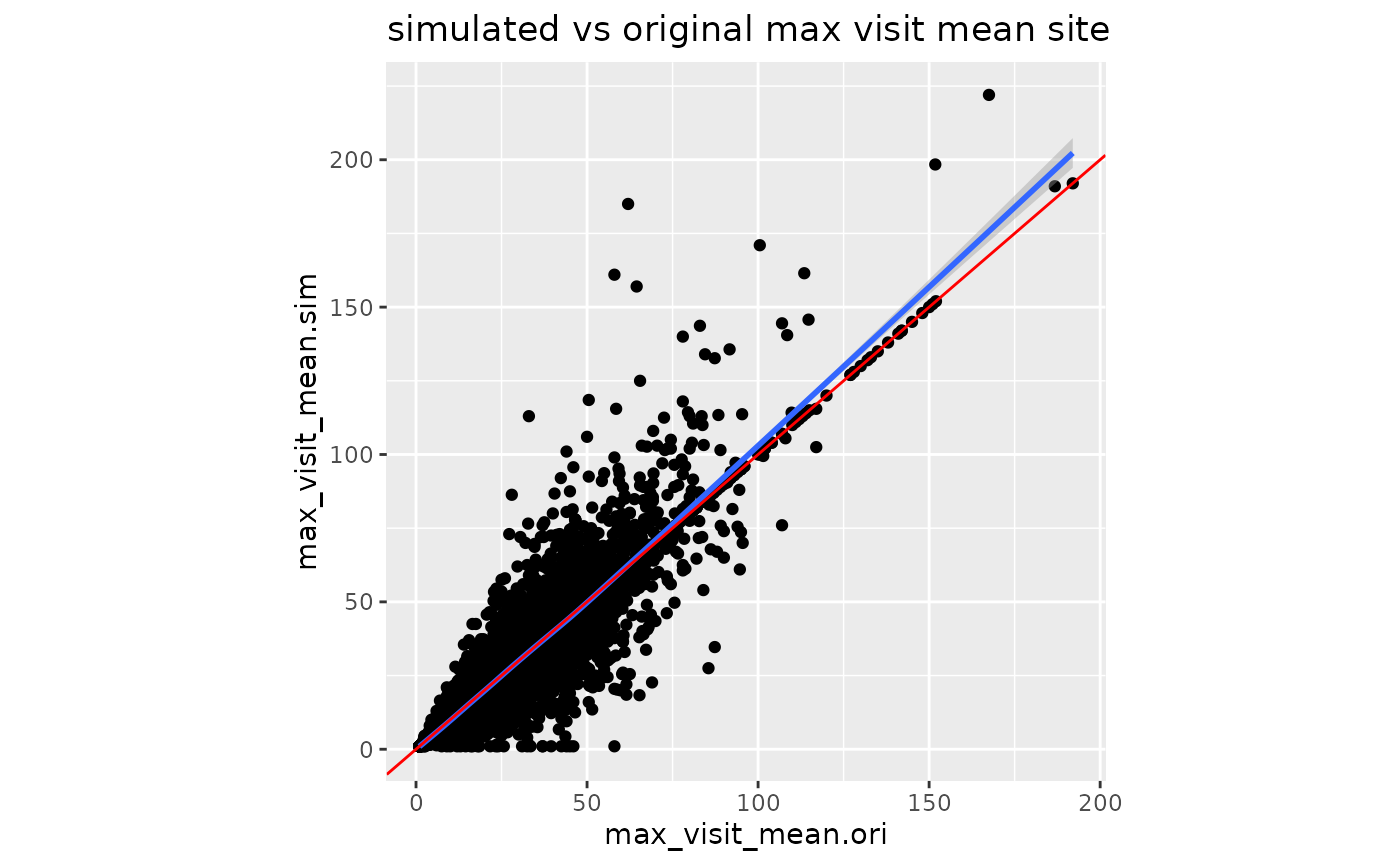 simulated vs original max visit mean site
max_visit_mean.sim
200
150
100
50
0
0 50 100 150 200
max_visit_mean.ori